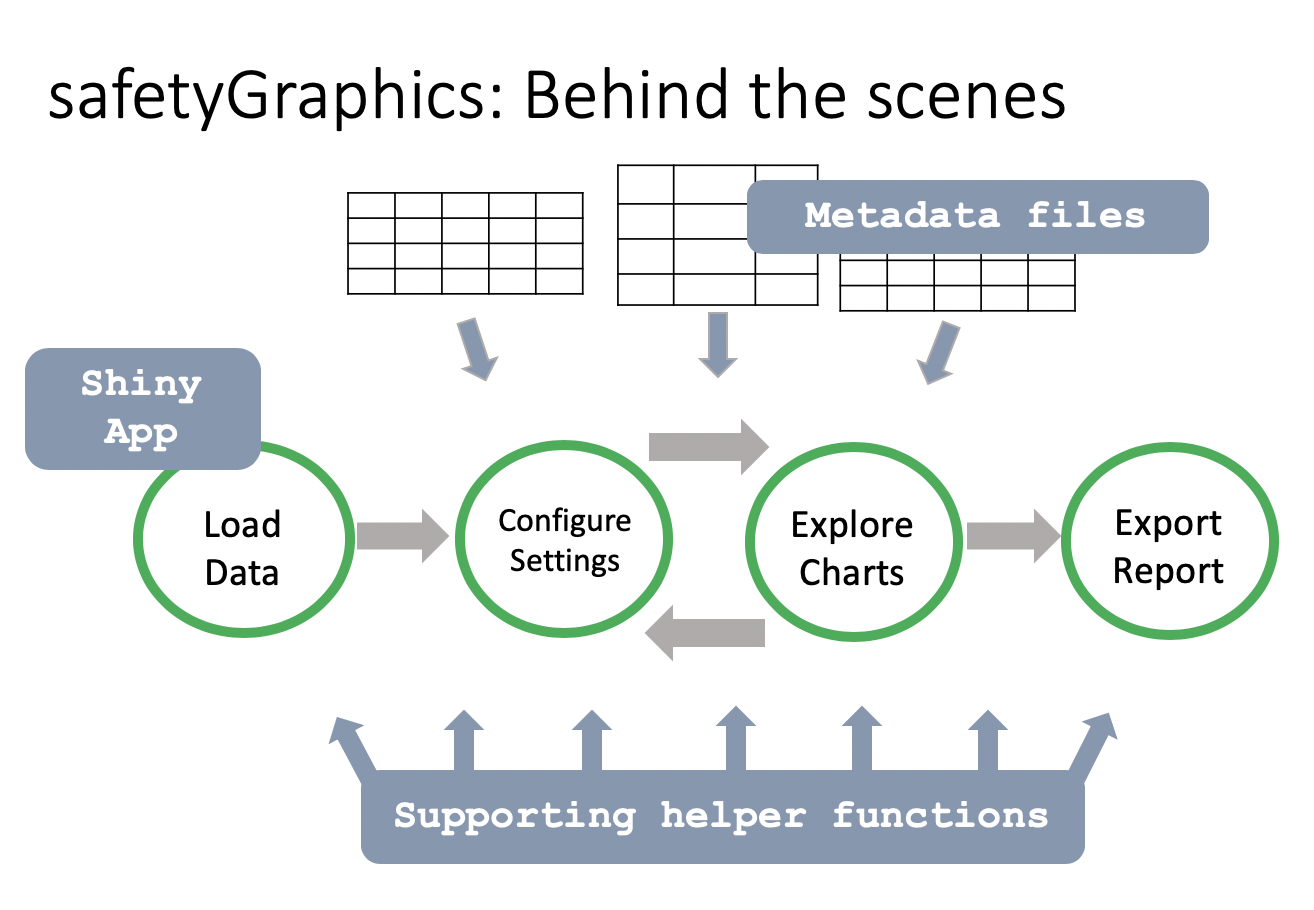 safetyGraphics: Behind the scenes
Metadata files
Shiny
App
Load
Data
Configure
Settings
Explore
Charts
Export
Report
Supporting helper functions